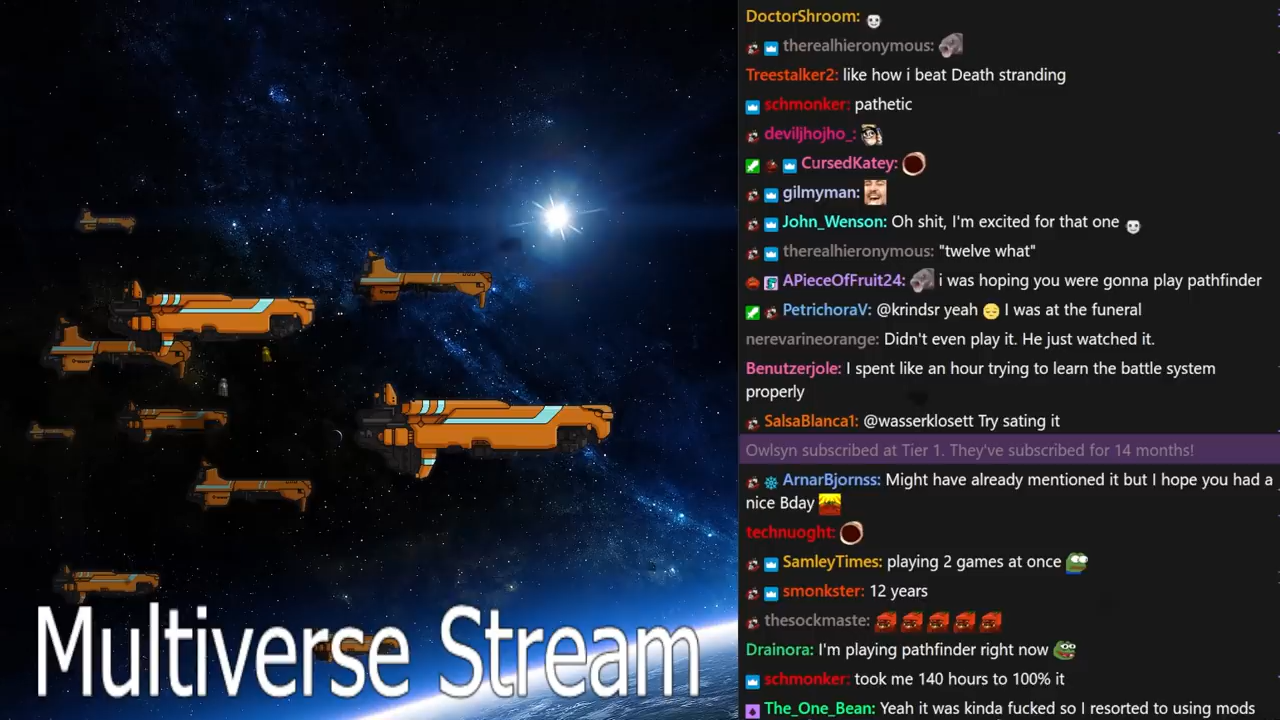 DoctorShroom:
therealhieronymous:
Treestalker2: like how i beat Death stranding
schmonker: pathetic
deviljhojho_:
CursedKatey:
gilmyman:
John_Wenson: Oh shit, I'm excited for that one
therealhieronymous: "twelve what"
APieceOfFruit24: i was hoping you were gonna play pathfinder
PetrichoraV: @krindsr yeah 😔 I was at the funeral
nerevarineorange: Didn't even play it. He just watched it.
Benutzerjole: I spent like an hour trying to learn the battle system
properly
SalsaBlanca1: @wasserklosett Try sating it
Owlsyn subscribed at Tier 1. They've subscribed for 14 months!
ArnarBjornss: Might have already mentioned it but I hope you had a
nice Bday
technuoght:
SamleyTimes: playing 2 games at once
smonkster: 12 years
thesockmaste:
Drainora: I'm playing pathfinder right now
schmonker: took me 140 hours to 100% it
The_One_Bean: Yeah it was kinda fucked so I resorted to using mods
Multiverse Stream